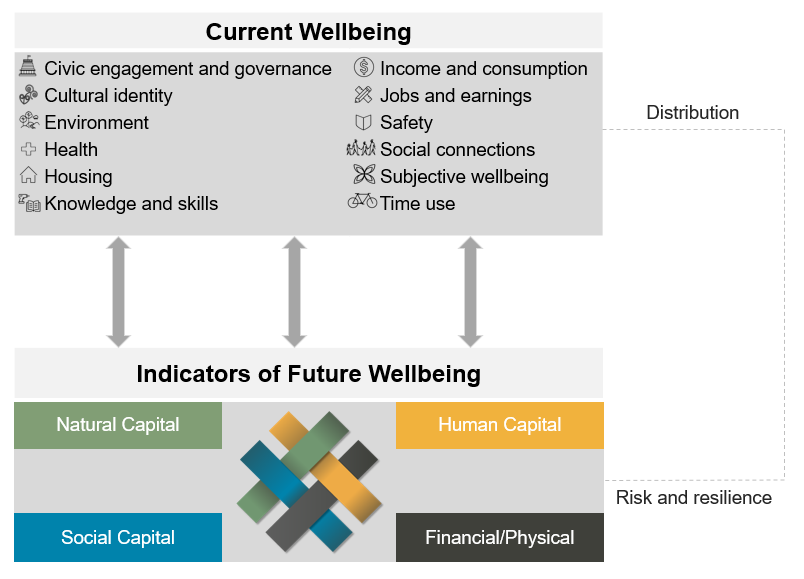 Current Wellbeing
Civic engagement and governance
Cultural identity
Environment
Health
Housing
Knowledge and skills
Income and consumption
Jobs and earnings
Safety
Social connections
Subjective wellbeing
Time use
Distribution
Indicators of Future Wellbeing
Natural Capital
Human Capital
Social Capital
Financial/Physical
Risk and resilience